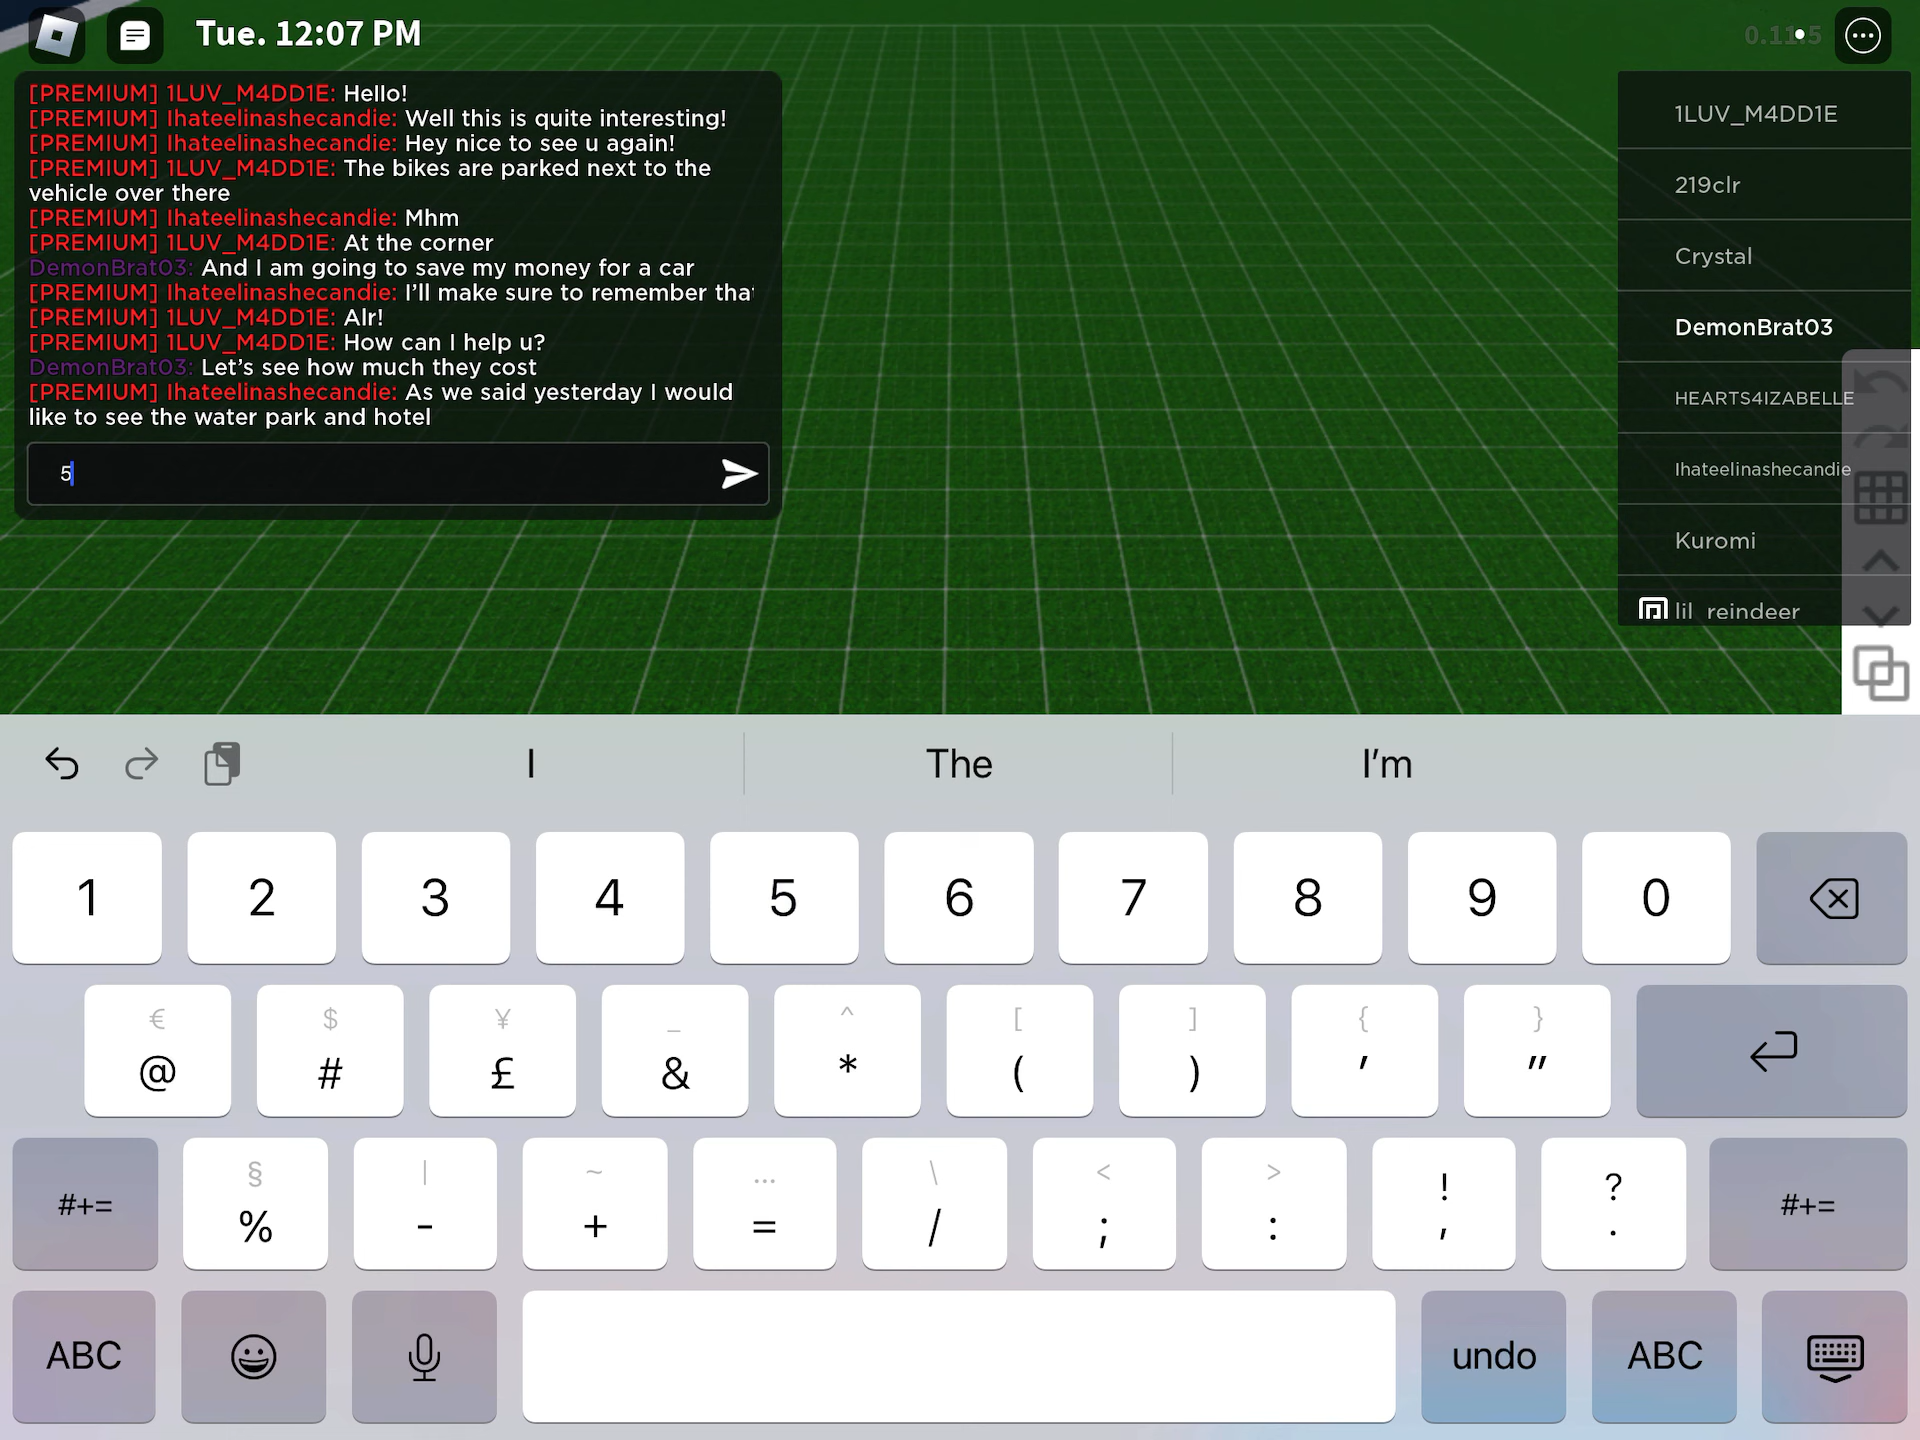 Tue. 12:07 PM
0.11.5
[PREMIUM] 1LUV_M4DD1E: Hello!
[PREMIUM] Ihateelinashecandie: Well this is quite interesting!
[PREMIUM] Ihateelinashecandie: Hey nice to see u again!
[PREMIUM] 1LUV_M4DD1E: The bikes are parked next to the
vehicle over there
[PREMIUM] Ihateelinashecandie: Mhm
[PREMIUM] 1LUV_M4DD1E: At the corner
DemonBrat03: And I am going to save my money for a car
[PREMIUM] Ihateelinashecandie: I’ll make sure to remember that
[PREMIUM] 1LUV_M4DD1E: Alr!
[PREMIUM] 1LUV_M4DD1E: How can I help u?
DemonBrat03: Let’s see how much they cost
[PREMIUM] Ihateelinashecandie: As we said yesterday I would
like to see the water park and hotel
5
1LUV_M4DD1E
219clr
Crystal
DemonBrat03
HEARTS4IZABELLE
Ihateelinashecandie
Kuromi
lil_reindeer
I The I’m
1 2 3 4 5 6 7 8 9 0
€ $ ¥ _ ^ [ ] { }
@ # £ & * ( ) ' "
§ | ~ … \ < > ! ?
#+= % - + = / ; : , . #+=
ABC undo ABC